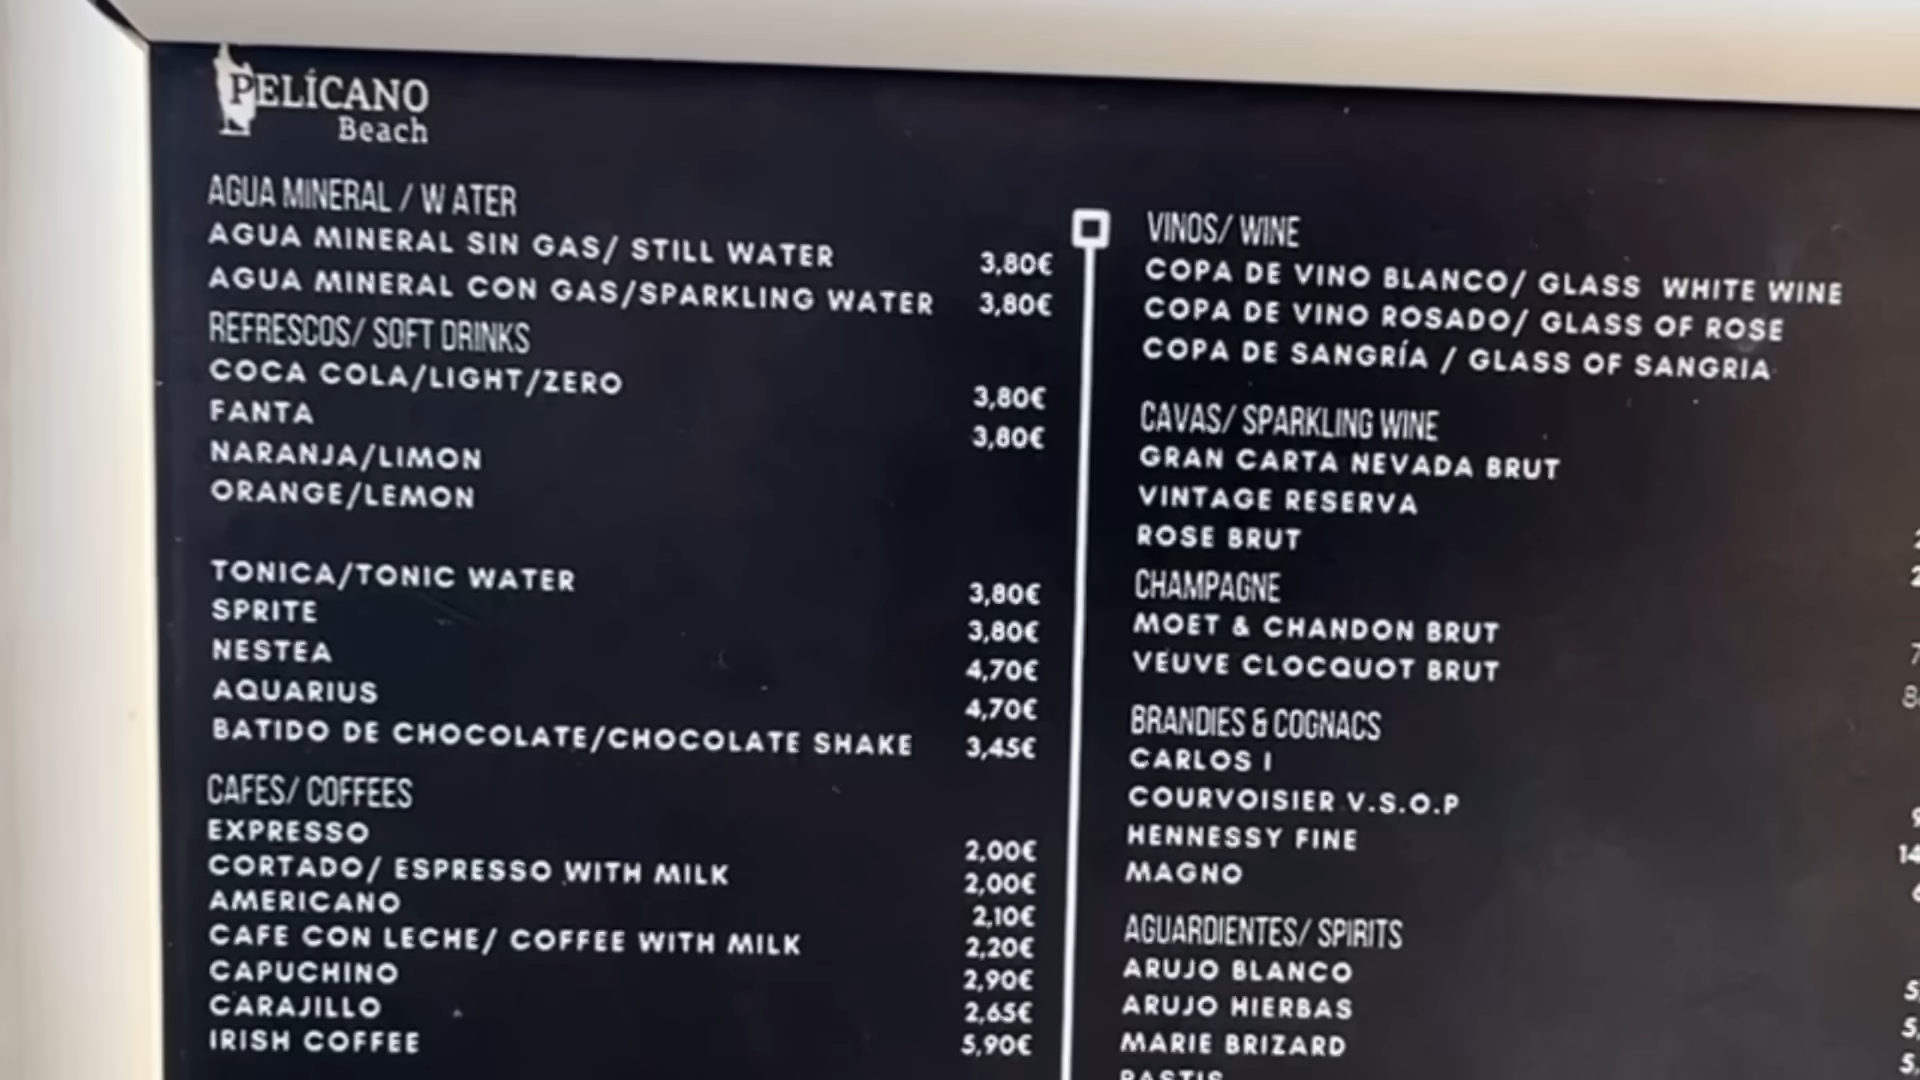 PELÍCANO
Beach
AGUA MINERAL / W ATER
AGUA MINERAL SIN GAS/ STILL WATER 3,80€
AGUA MINERAL CON GAS/SPARKLING WATER 3,80€
REFRESCOS/ SOFT DRINKS
COCA COLA/LIGHT/ZERO 3,80€
FANTA 3,80€
NARANJA/LIMON
ORANGE/LEMON
TONICA/TONIC WATER 3,80€
SPRITE 3,80€
NESTEA 4,70€
AQUARIUS 4,70€
BATIDO DE CHOCOLATE/CHOCOLATE SHAKE 3,45€
CAFES/ COFFEES
EXPRESSO 2,00€
CORTADO/ ESPRESSO WITH MILK 2,00€
AMERICANO 2,10€
CAFE CON LECHE/ COFFEE WITH MILK 2,20€
CAPUCHINO 2,90€
CARAJILLO 2,65€
IRISH COFFEE 5,90€
VINOS/ WINE
COPA DE VINO BLANCO/ GLASS WHITE WINE
COPA DE VINO ROSADO/ GLASS OF ROSE
COPA DE SANGRÍA / GLASS OF SANGRIA
CAVAS/ SPARKLING WINE
GRAN CARTA NEVADA BRUT
VINTAGE RESERVA
ROSE BRUT
CHAMPAGNE
MOET & CHANDON BRUT
VEUVE CLOCQUOT BRUT
BRANDIES & COGNACS
CARLOS I
COURVOISIER V.S.O.P
HENNESSY FINE
MAGNO
AGUARDIENTES/ SPIRITS
ARUJO BLANCO
ARUJO HIERBAS
MARIE BRIZARD
PASTIS